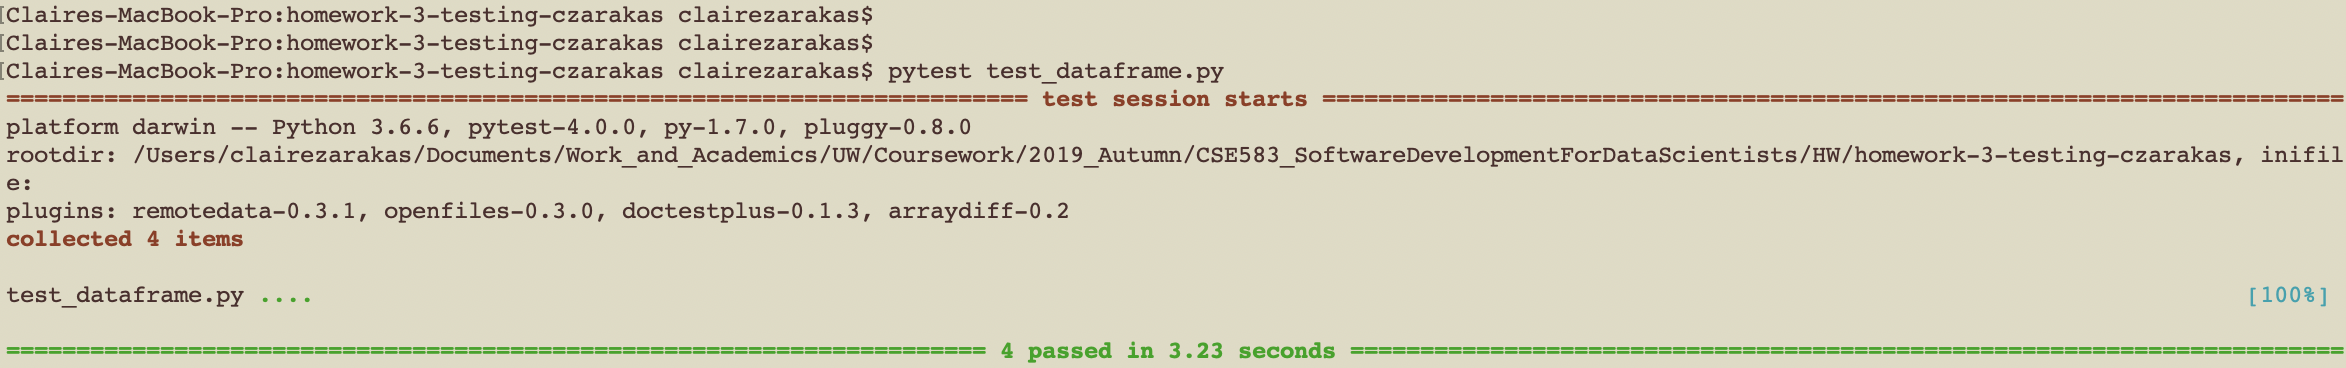 [Claires-MacBook-Pro:homework-3-testing-czarakas clairezarakas$
[Claires-MacBook-Pro:homework-3-testing-czarakas clairezarakas$
[Claires-MacBook-Pro:homework-3-testing-czarakas clairezarakas$ pytest test_dataframe.py
========================================================================= test session starts =========================================================================
platform darwin -- Python 3.6.6, pytest-4.0.0, py-1.7.0, pluggy-0.8.0
rootdir: /Users/clairezarakas/Documents/Work_and_Academics/UW/Coursework/2019_Autumn/CSE583_SoftwareDevelopmentForDataScientists/HW/homework-3-testing-czarakas, inifil
e:
plugins: remotedata-0.3.1, openfiles-0.3.0, doctestplus-0.1.3, arraydiff-0.2
collected 4 items
test_dataframe.py .... [100%]
====================================================================== 4 passed in 3.23 seconds =======================================================================